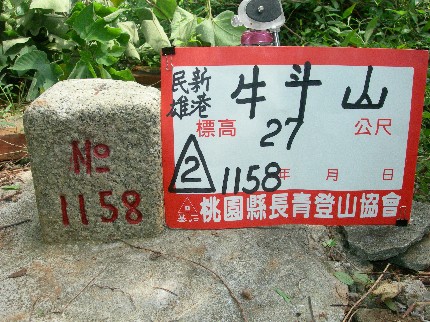 No
1158
新港
民雄
牛斗山
標高 27 公尺
2 1158 年 月 日
桃園縣長青登山協會